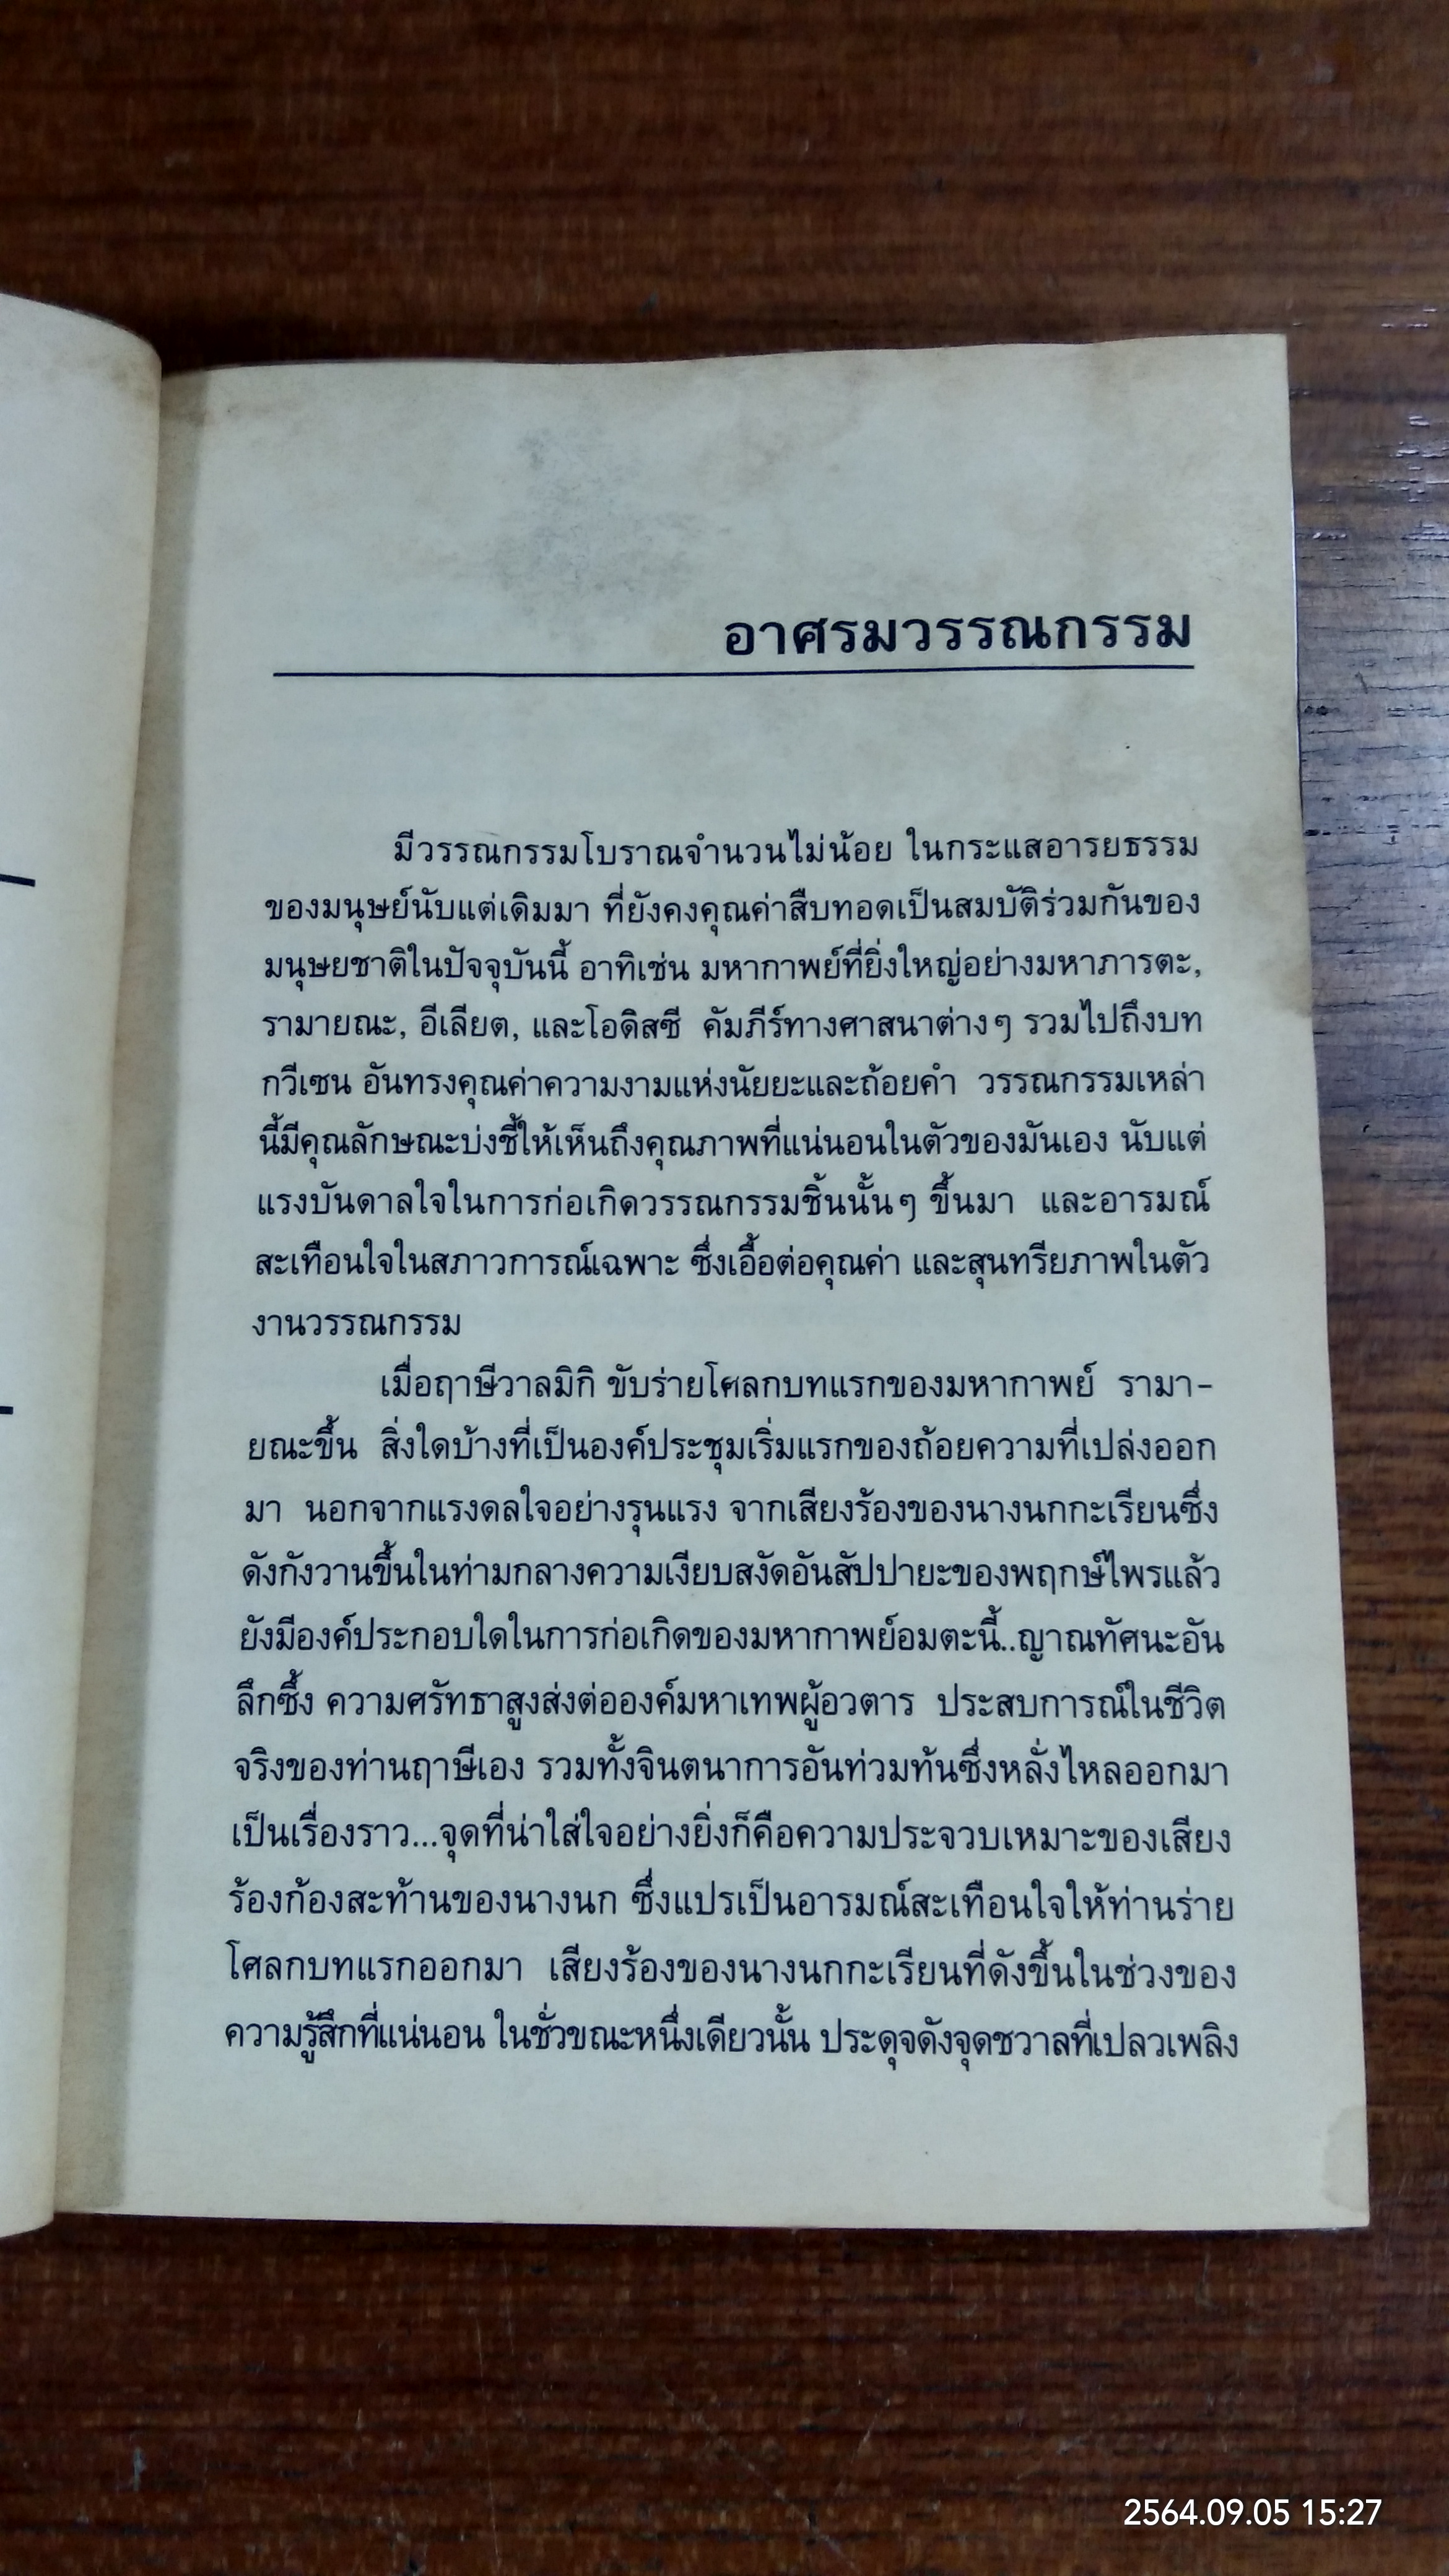 อาศรมวรรณกรรม
มีวรรณกรรมโบราณจำนวนไม่น้อย ในกระแสอารยธรรม
ของมนุษย์นับแต่เดิมมา ที่ยังคงคุณค่าสืบทอดเป็นสมบัติร่วมกันของ
มนุษยชาติในปัจจุบันนี้ อาทิเช่น มหากาพย์ที่ยิ่งใหญ่อย่างมหาภารตะ,
รามายณะ, อีเลียต, และโอดิสซี คัมภีร์ทางศาสนาต่างๆ รวมไปถึงบท
กวีเซน อันทรงคุณค่าความงามแห่งนัยยะและถ้อยคำ วรรณกรรมเหล่า
นี้มีคุณลักษณะบ่งชี้ให้เห็นถึงคุณภาพที่แน่นอนในตัวของมันเอง นับแต่
แรงบันดาลใจในการก่อเกิดวรรณกรรมชิ้นนั้นๆ ขึ้นมา และอารมณ์
สะเทือนใจในสภาวการณ์เฉพาะ ซึ่งเอื้อต่อคุณค่า และสุนทรียภาพในตัว
งานวรรณกรรม
เมื่อฤาษีวาลมิกิ ขับร่ายโศลกบทแรกของมหากาพย์ รามา-
ยณะขึ้น สิ่งใดบ้างที่เป็นองค์ประชุมเริ่มแรกของถ้อยความที่เปล่งออก
มา นอกจากแรงดลใจอย่างรุนแรง จากเสียงร้องของนางนกกะเรียนซึ่ง
ดังกังวานขึ้นในท่ามกลางความเงียบสงัดอันสัปปายะของพฤกษ์ไพรแล้ว
ยังมีองค์ประกอบใดในการก่อเกิดของมหากาพย์อมตะนี้..ญาณทัศนะอัน
ลึกซึ้ง ความศรัทธาสูงส่งต่อองค์มหาเทพผู้อวตาร ประสบการณ์ในชีวิต
จริงของท่านฤาษีเอง รวมทั้งจินตนาการอันท่วมท้นซึ่งหลั่งไหลออกมา
เป็นเรื่องราว...จุดที่น่าใส่ใจอย่างยิ่งก็คือความประจวบเหมาะของเสียง
ร้องก้องสะท้านของนางนก ซึ่งแปรเป็นอารมณ์สะเทือนใจให้ท่านร่าย
โศลกบทแรกออกมา เสียงร้องของนางนกกะเรียนที่ดังขึ้นในช่วงของ
ความรู้สึกที่แน่นอน ในชั่วขณะหนึ่งเดียวนั้น ประดุจดังจุดชวาลที่เปลวเพลิง
2564.09.05 15:27